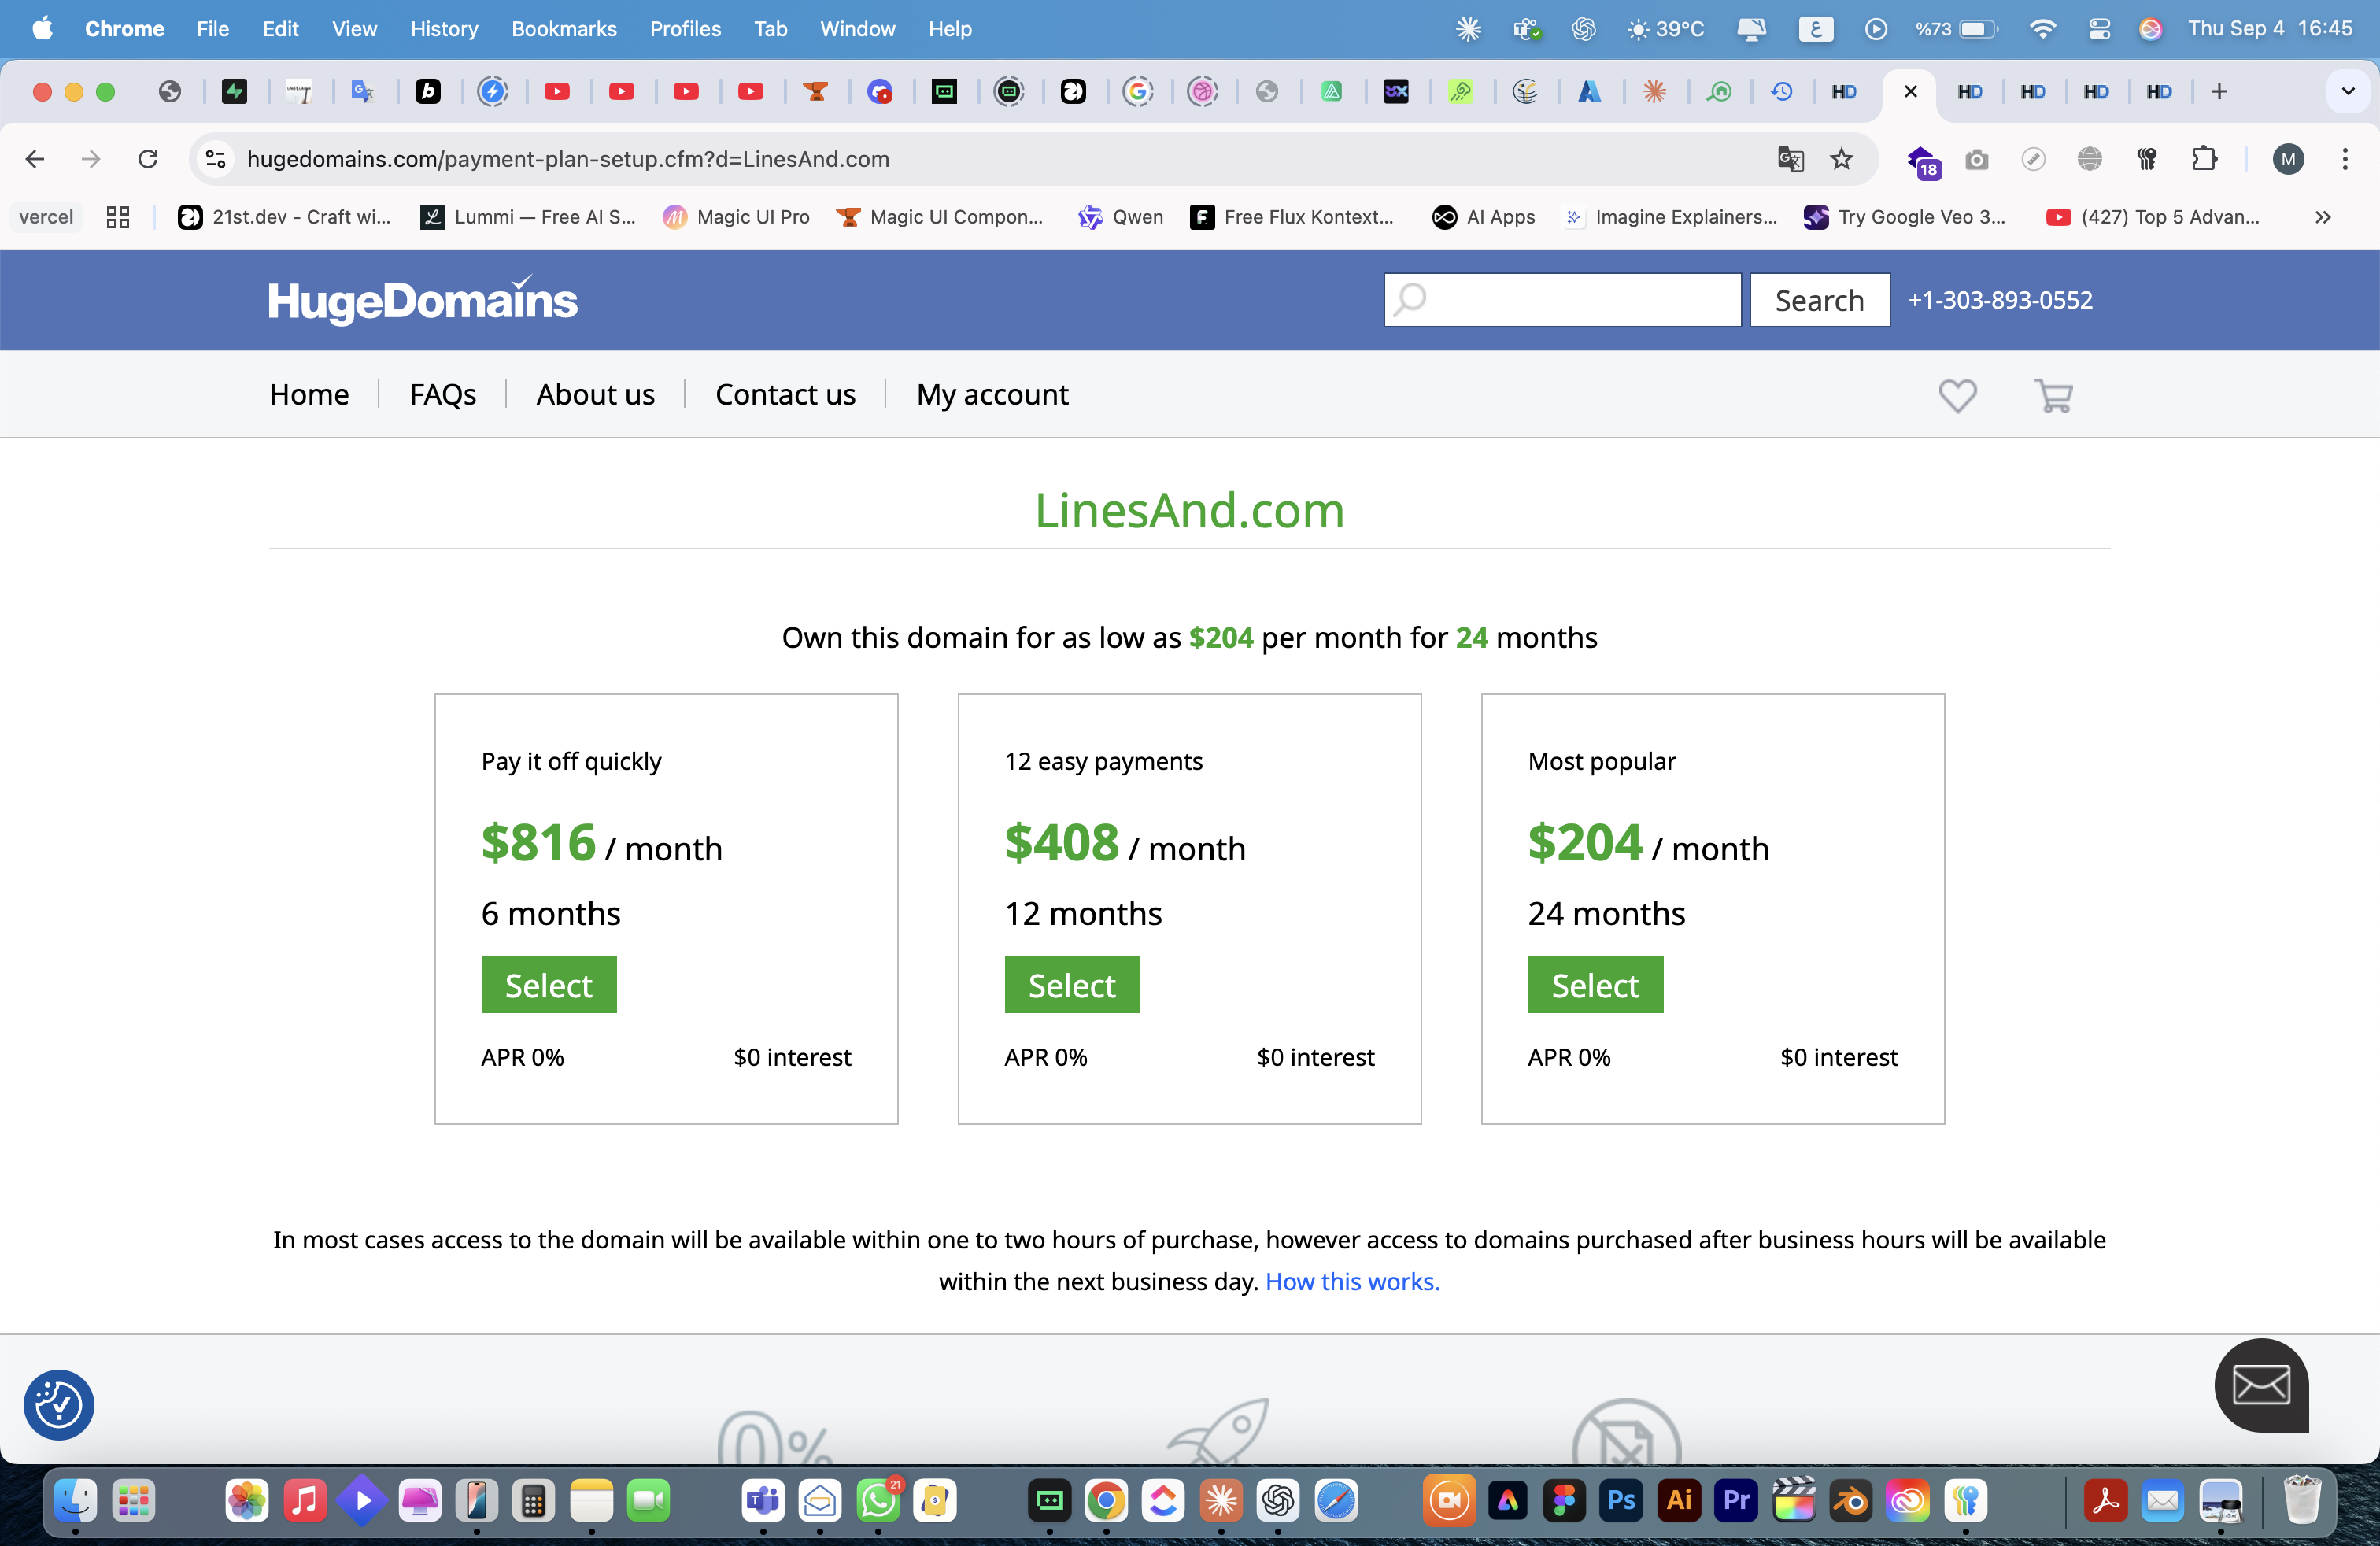 Chrome File Edit View History Bookmarks Profiles Tab Window Help 39°C ع %73 Thu Sep 4 16:45
HD HD HD HD HD
hugedomains.com/payment-plan-setup.cfm?d=LinesAnd.com 18 M
vercel 21st.dev - Craft wi... Lummi — Free AI S... Magic UI Pro Magic UI Compon... Qwen Free Flux Kontext... AI Apps Imagine Explainers... Try Google Veo 3... (427) Top 5 Advan...
HugeDomains Search +1-303-893-0552
Home FAQs About us Contact us My account
LinesAnd.com
Own this domain for as low as $204 per month for 24 months
Pay it off quickly
$816 / month
6 months
Select
APR 0% $0 interest
12 easy payments
$408 / month
12 months
Select
APR 0% $0 interest
Most popular
$204 / month
24 months
Select
APR 0% $0 interest
In most cases access to the domain will be available within one to two hours of purchase, however access to domains purchased after business hours will be available
within the next business day. How this works.
0%
21 Ps Ai Pr